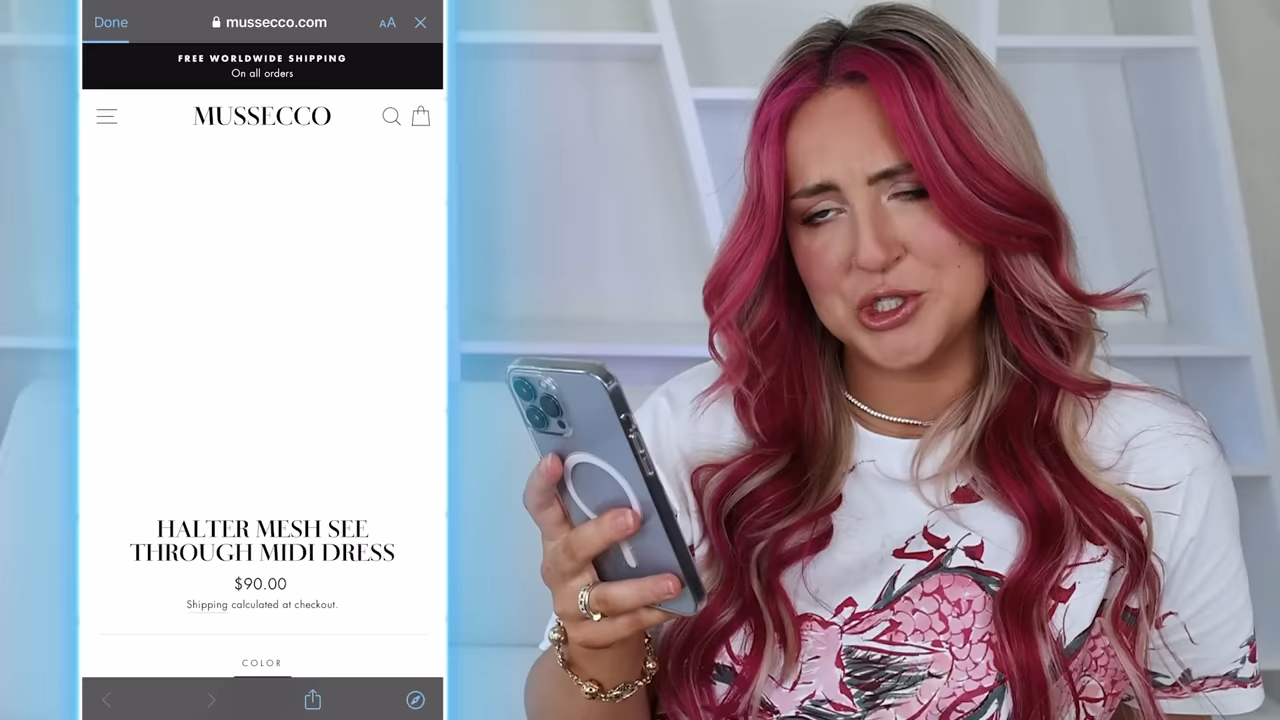 Done
mussecco.com
AA
FREE WORLDWIDE SHIPPING
On all orders
MUSSECCO
HALTER MESH SEE
THROUGH MIDI DRESS
$90.00
Shipping calculated at checkout.
COLOR